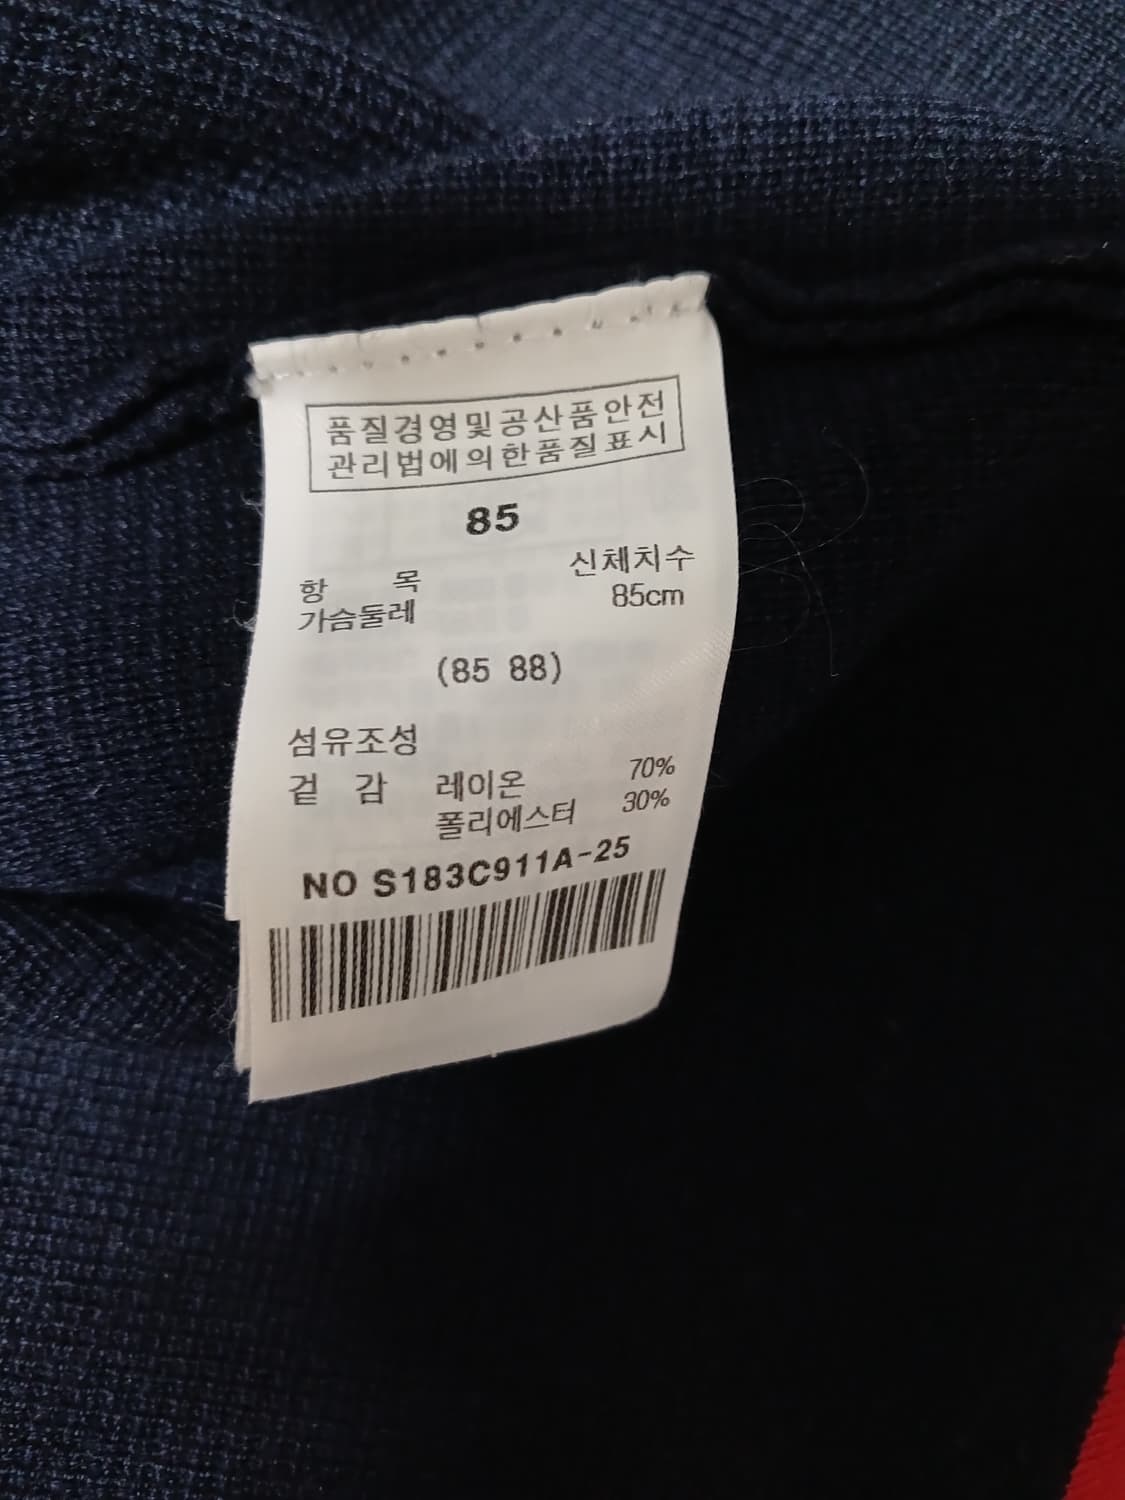 품질경영및공산품안전
관리법에의한품질표시
85
항 목 신체치수
가슴둘레 85cm
(85 88)
섬유조성
겉 감 레이온 70%
폴리에스터 30%
NO S183C911A-25